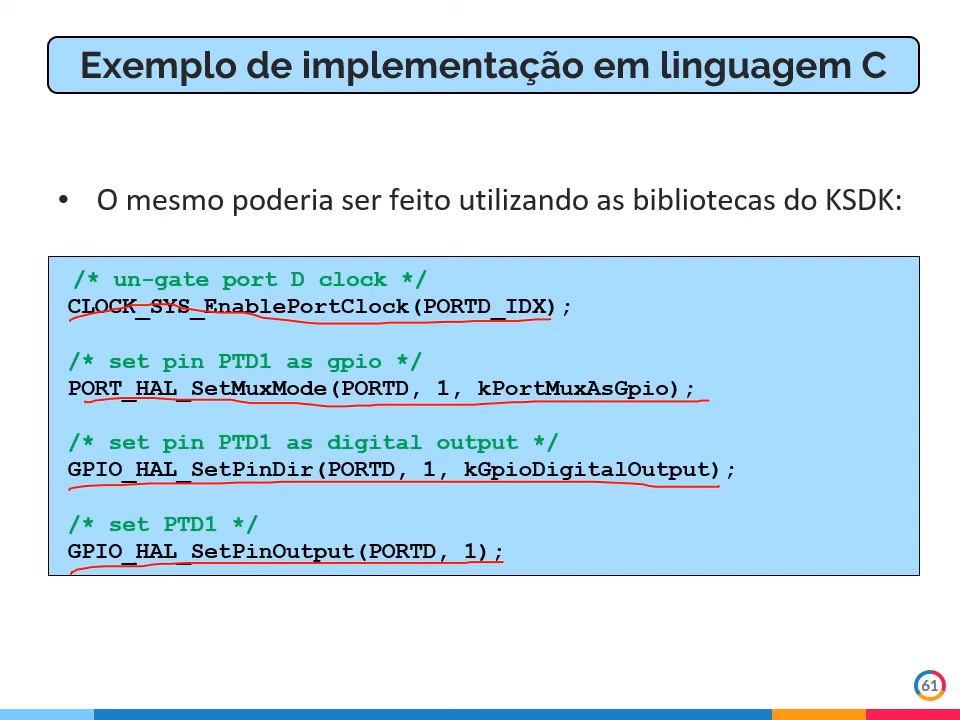 Exemplo de implementação em linguagem C
• O mesmo poderia ser feito utilizando as bibliotecas do KSDK:
/* un-gate port D clock */
CLOCK_SYS_EnablePortClock(PORTD_IDX);
/* set pin PTD1 as gpio */
PORT_HAL_SetMuxMode(PORTD, 1, kPortMuxAsGpio);
/* set pin PTD1 as digital output */
GPIO_HAL_SetPinDir(PORTD, 1, kGpioDigitalOutput);
/* set PTD1 */
GPIO_HAL_SetPinOutput(PORTD, 1);
61